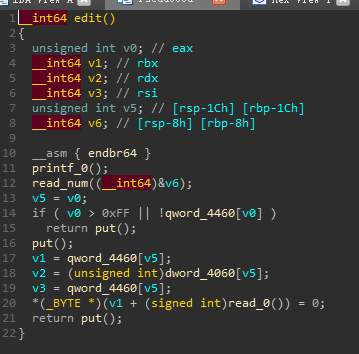 1 __int64 edit()
2 {
3 unsigned int v0; // eax
4 __int64 v1; // rbx
5 __int64 v2; // rdx
6 __int64 v3; // rsi
7 unsigned int v5; // [rsp-1Ch] [rbp-1Ch]
8 __int64 v6; // [rsp-8h] [rbp-8h]
9
10 __asm { endbr64 }
11 printf_0();
12 read_num((__int64)&v6);
13 v5 = v0;
14 if ( v0 > 0xFF || !qword_4460[v0] )
15 return put();
16 put();
17 v1 = qword_4460[v5];
18 v2 = (unsigned int)dword_4060[v5];
19 v3 = qword_4460[v5];
20 *(_BYTE *)(v1 + (signed int)read_0()) = 0;
21 return put();
22 }